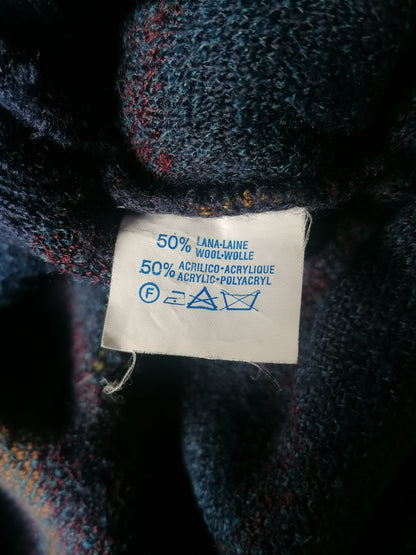 50% LANA•LAINE
WOOL•WOLLE
50% ACRILICO•ACRYLIQUE
ACRYLIC•POLYACRYL
F